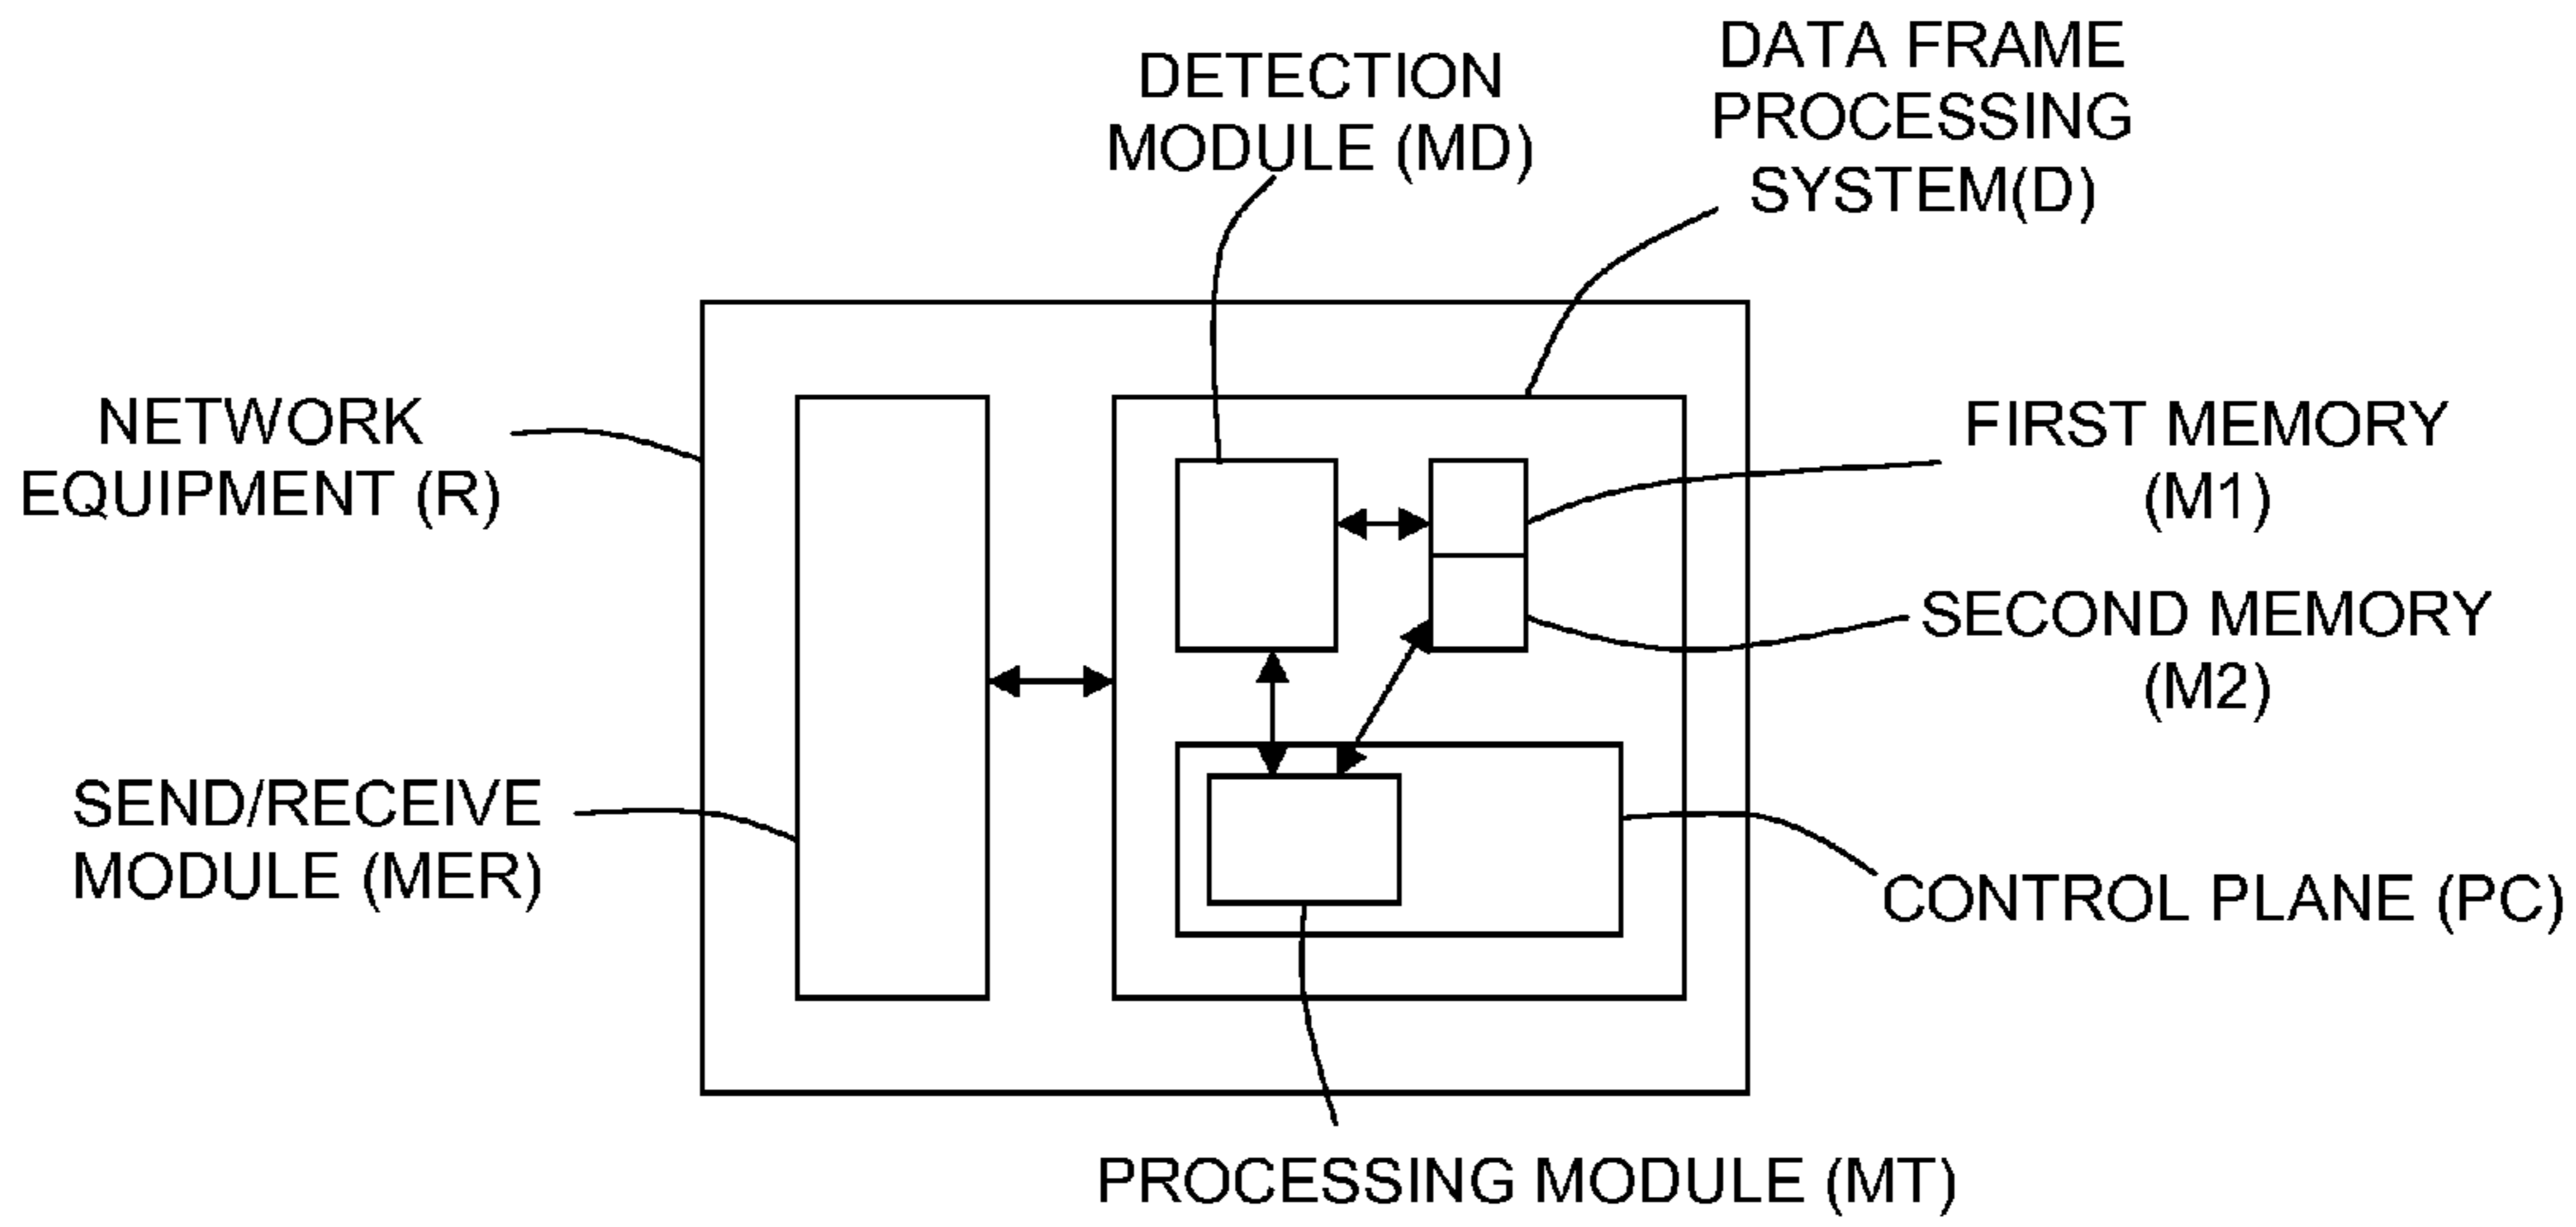 DETECTION
MODULE (MD)
DATA FRAME
PROCESSING
SYSTEM(D)
NETWORK
EQUIPMENT (R)
FIRST MEMORY
(M1)
SECOND MEMORY
(M2)
SEND/RECEIVE
MODULE (MER)
CONTROL PLANE (PC)
PROCESSING MODULE (MT)